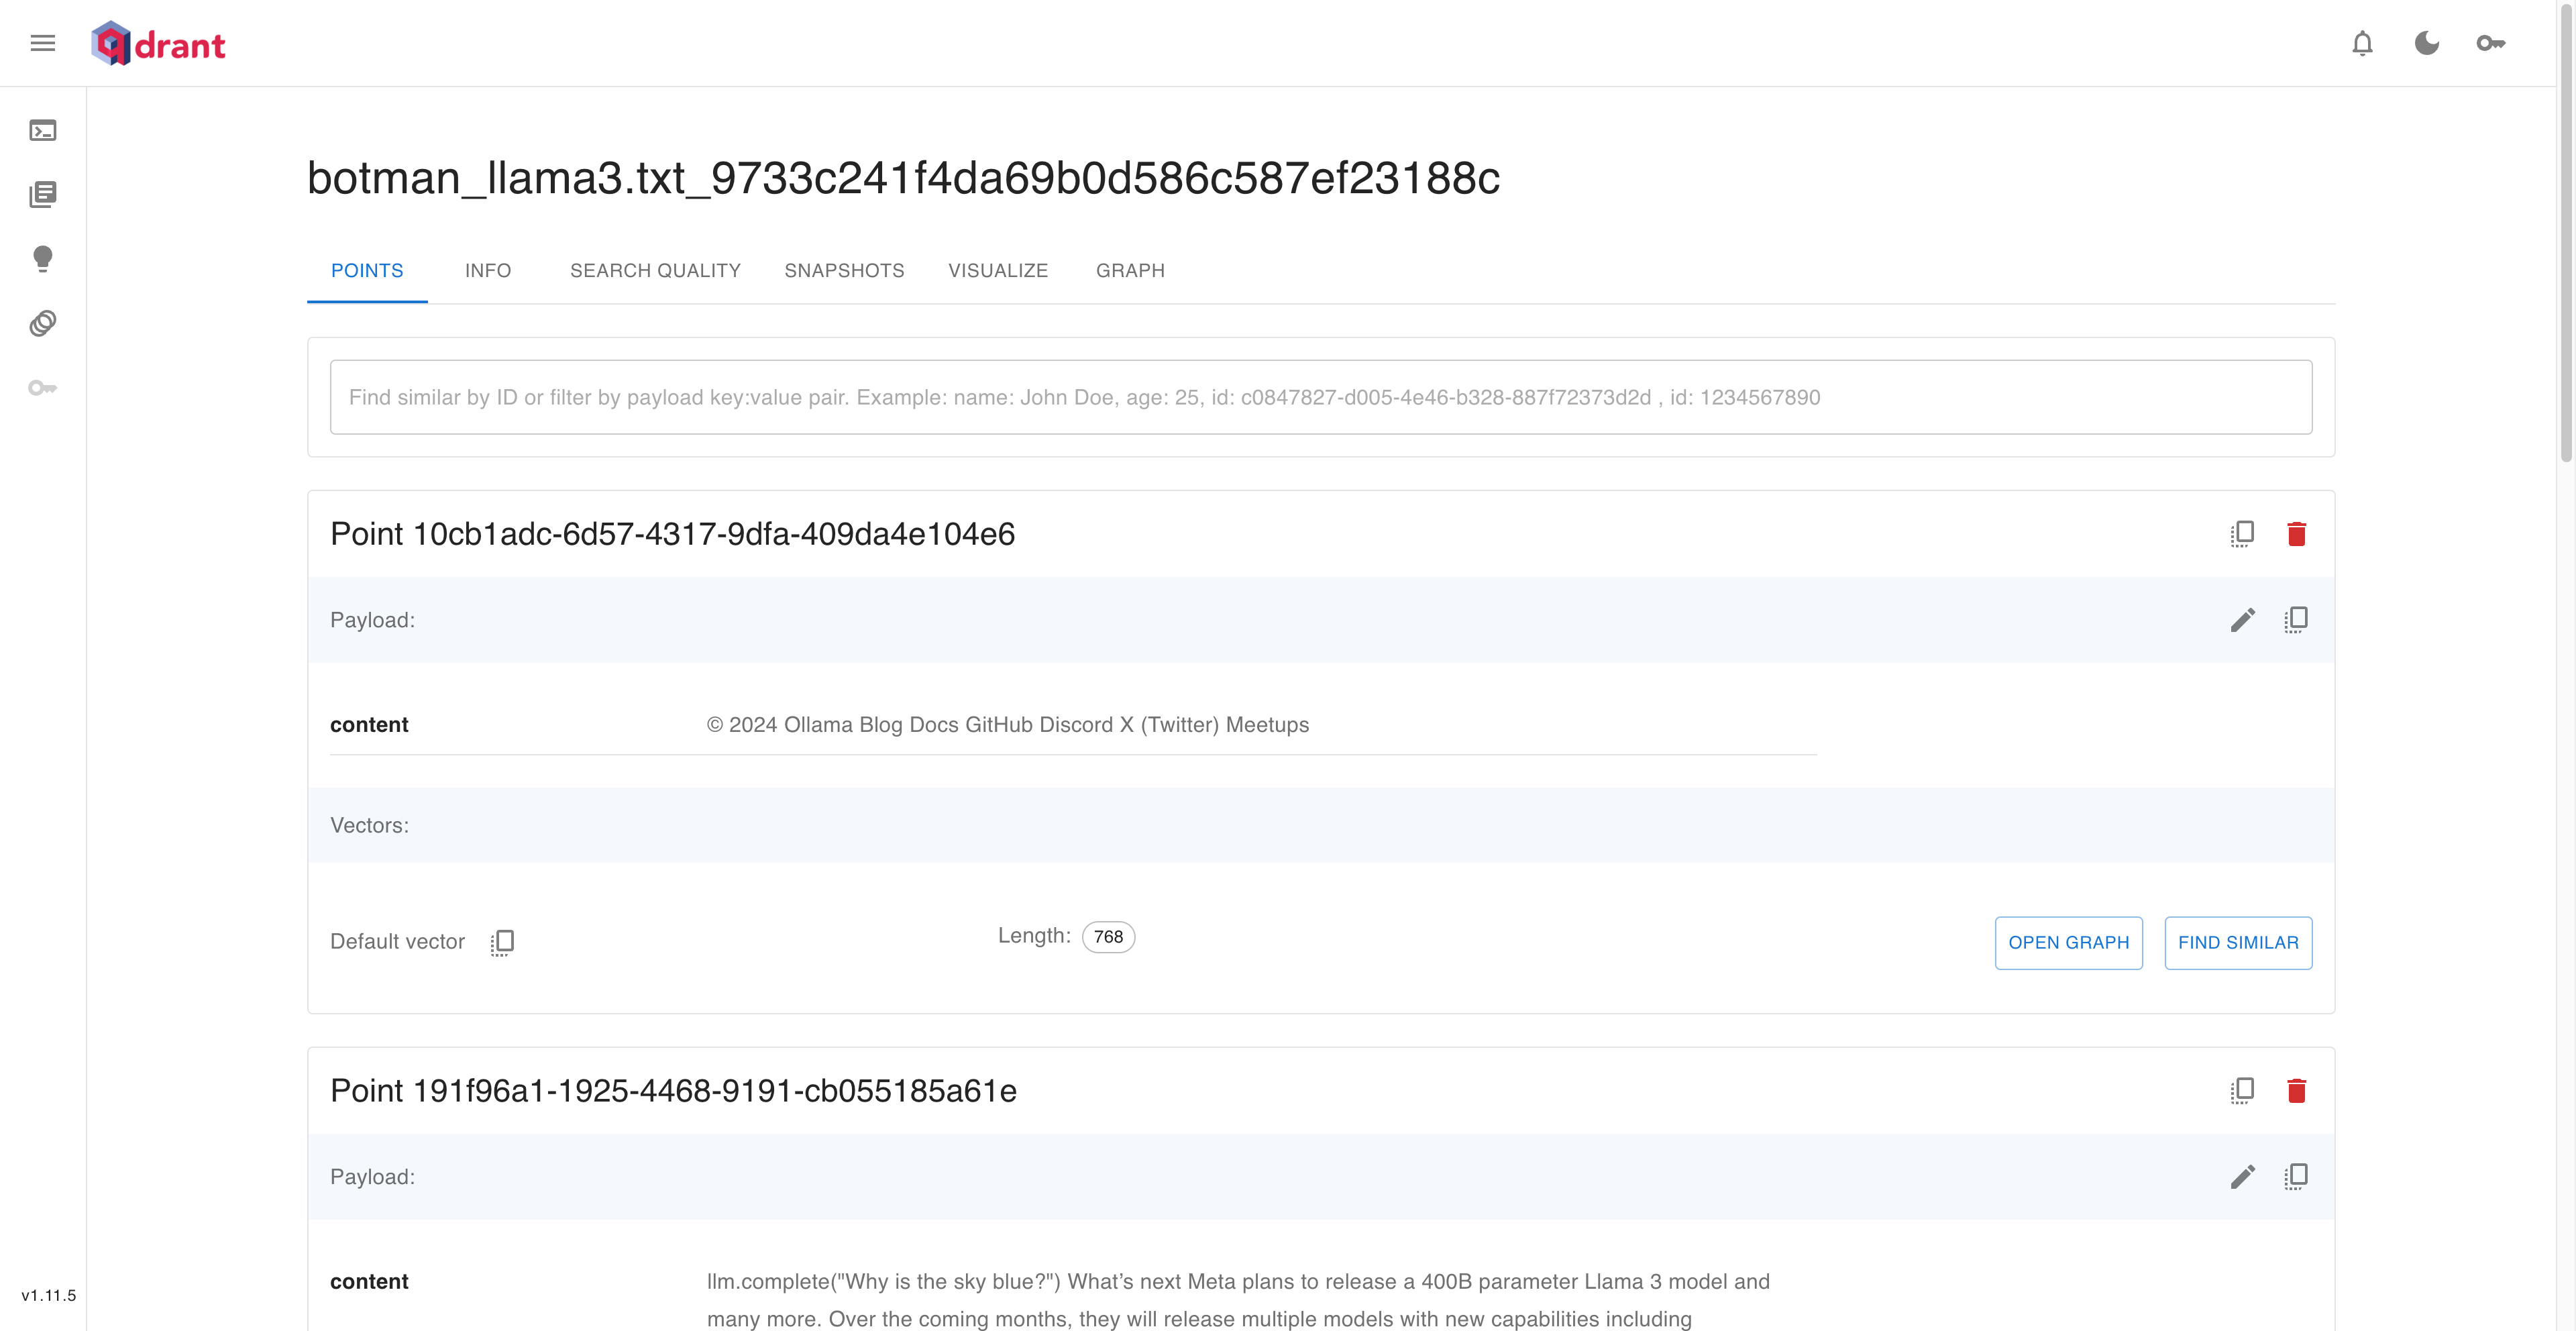 qdrant
botman_llama3.txt_9733c241f4da69b0d586c587ef23188c
POINTS INFO SEARCH QUALITY SNAPSHOTS VISUALIZE GRAPH
Find similar by ID or filter by payload key:value pair. Example: name: John Doe, age: 25, id: c0847827-d005-4e46-b328-887f72373d2d , id: 1234567890
Point 10cb1adc-6d57-4317-9dfa-409da4e104e6
Payload:
content © 2024 Ollama Blog Docs GitHub Discord X (Twitter) Meetups
Vectors:
Default vector Length: 768 OPEN GRAPH FIND SIMILAR
Point 191f96a1-1925-4468-9191-cb055185a61e
Payload:
content llm.complete("Why is the sky blue?") What’s next Meta plans to release a 400B parameter Llama 3 model and
many more. Over the coming months, they will release multiple models with new capabilities including
v1.11.5